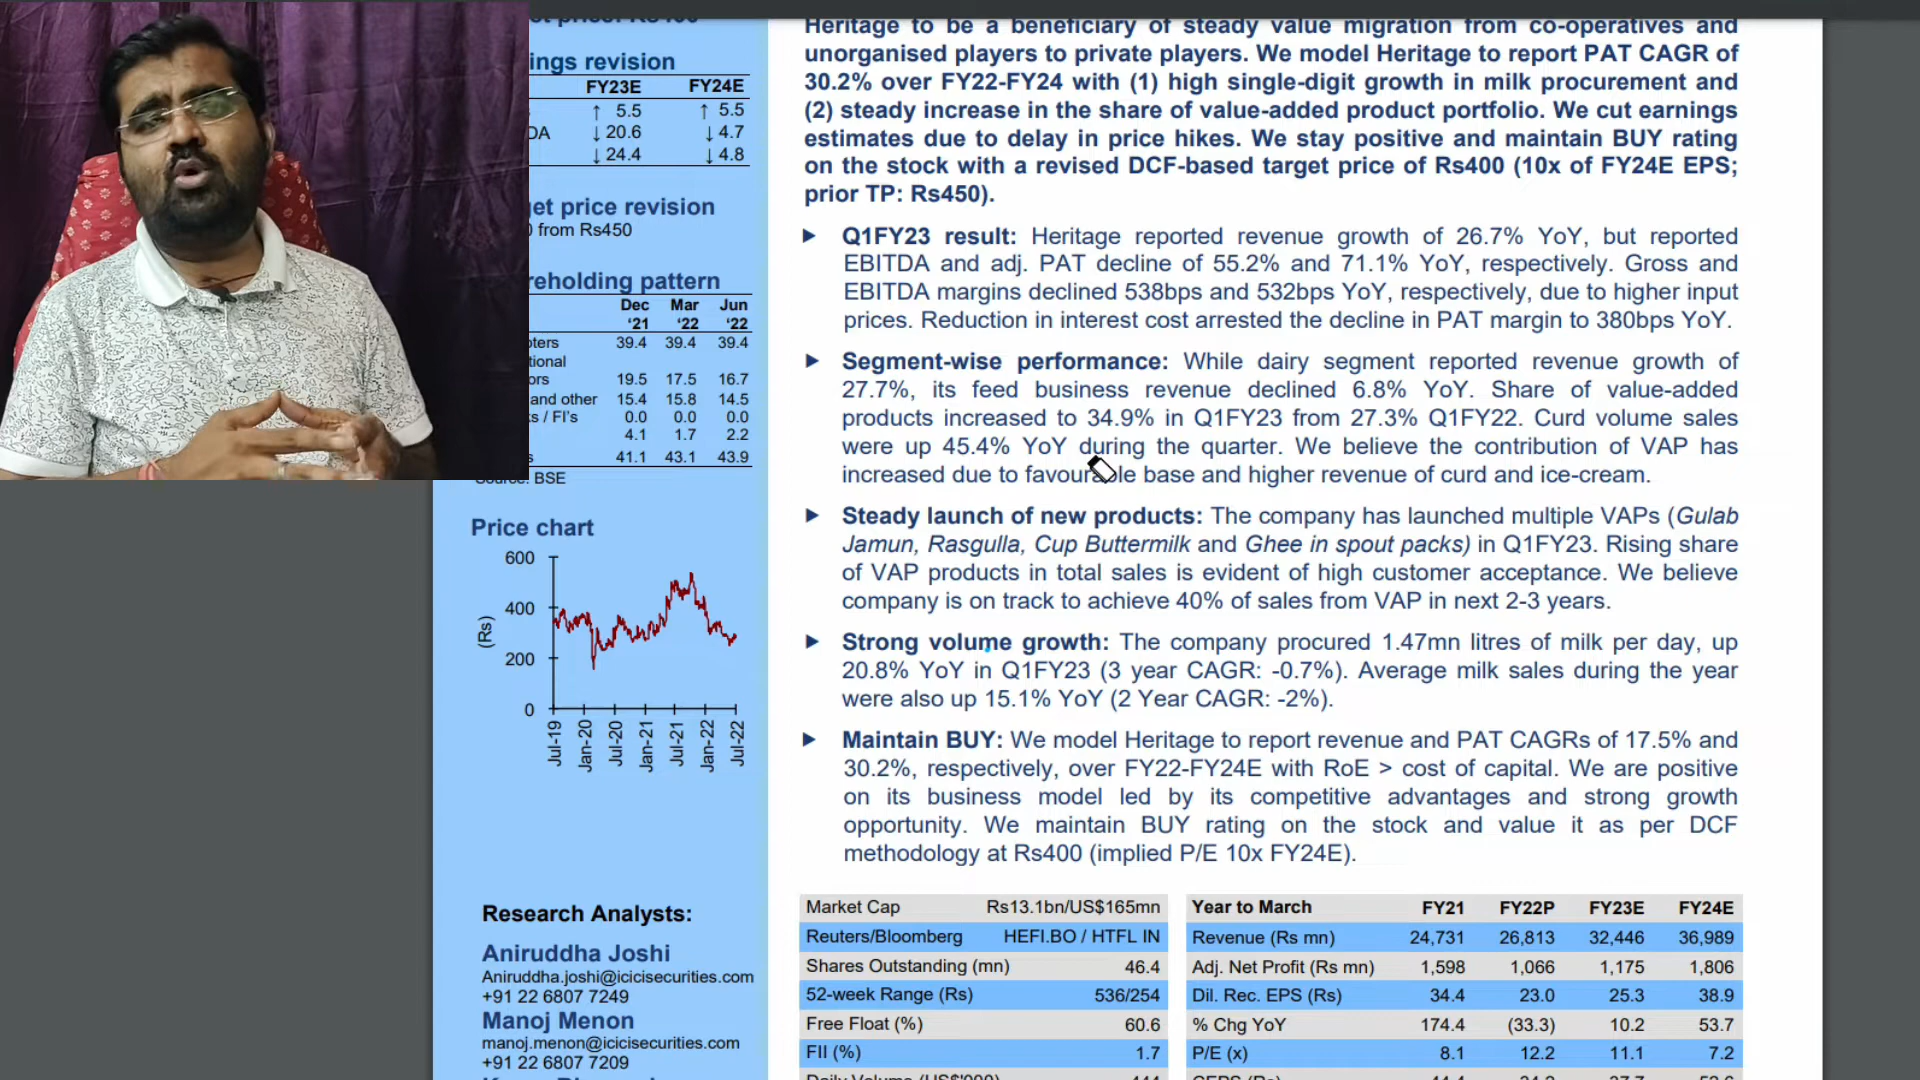 ings revision
FY23E FY24E
↑ 5.5 ↑ 5.5
DA ↓ 20.6 ↓ 4.7
↓ 24.4 ↓ 4.8
et price revision
from Rs450
reholding pattern
Dec Mar Jun
‘21 ‘22 ‘22
oters 39.4 39.4 39.4
tional
ors 19.5 17.5 16.7
and other 15.4 15.8 14.5
s / FI's 0.0 0.0 0.0
4.1 1.7 2.2
s 41.1 43.1 43.9
Source: BSE
Price chart
(Rs)
600
400
200
0
Jul-19 Jan-20 Jul-20 Jan-21 Jul-21 Jan-22 Jul-22
Research Analysts:
Aniruddha Joshi
Aniruddha.joshi@icicisecurities.com
+91 22 6807 7249
Manoj Menon
manoj.menon@icicisecurities.com
+91 22 6807 7209
Heritage to be a beneficiary of steady value migration from co-operatives and
unorganised players to private players. We model Heritage to report PAT CAGR of
30.2% over FY22-FY24 with (1) high single-digit growth in milk procurement and
(2) steady increase in the share of value-added product portfolio. We cut earnings
estimates due to delay in price hikes. We stay positive and maintain BUY rating
on the stock with a revised DCF-based target price of Rs400 (10x of FY24E EPS;
prior TP: Rs450).
Q1FY23 result: Heritage reported revenue growth of 26.7% YoY, but reported
EBITDA and adj. PAT decline of 55.2% and 71.1% YoY, respectively. Gross and
EBITDA margins declined 538bps and 532bps YoY, respectively, due to higher input
prices. Reduction in interest cost arrested the decline in PAT margin to 380bps YoY.
Segment-wise performance: While dairy segment reported revenue growth of
27.7%, its feed business revenue declined 6.8% YoY. Share of value-added
products increased to 34.9% in Q1FY23 from 27.3% Q1FY22. Curd volume sales
were up 45.4% YoY during the quarter. We believe the contribution of VAP has
increased due to favourable base and higher revenue of curd and ice-cream.
Steady launch of new products: The company has launched multiple VAPs (Gulab
Jamun, Rasgulla, Cup Buttermilk and Ghee in spout packs) in Q1FY23. Rising share
of VAP products in total sales is evident of high customer acceptance. We believe
company is on track to achieve 40% of sales from VAP in next 2-3 years.
Strong volume growth: The company procured 1.47mn litres of milk per day, up
20.8% YoY in Q1FY23 (3 year CAGR: -0.7%). Average milk sales during the year
were also up 15.1% YoY (2 Year CAGR: -2%).
Maintain BUY: We model Heritage to report revenue and PAT CAGRs of 17.5% and
30.2%, respectively, over FY22-FY24E with RoE > cost of capital. We are positive
on its business model led by its competitive advantages and strong growth
opportunity. We maintain BUY rating on the stock and value it as per DCF
methodology at Rs400 (implied P/E 10x FY24E).
Market Cap Rs13.1bn/US$165mn
Reuters/Bloomberg HEFI.BO / HTFL IN
Shares Outstanding (mn) 46.4
52-week Range (Rs) 536/254
Free Float (%) 60.6
FII (%) 1.7
Daily Volume (US$'000) 444
Year to March FY21 FY22P FY23E FY24E
Revenue (Rs mn) 24,731 26,813 32,446 36,989
Adj. Net Profit (Rs mn) 1,598 1,066 1,175 1,806
Dil. Rec. EPS (Rs) 34.4 23.0 25.3 38.9
% Chg YoY 174.4 (33.3) 10.2 53.7
P/E (x) 8.1 12.2 11.1 7.2